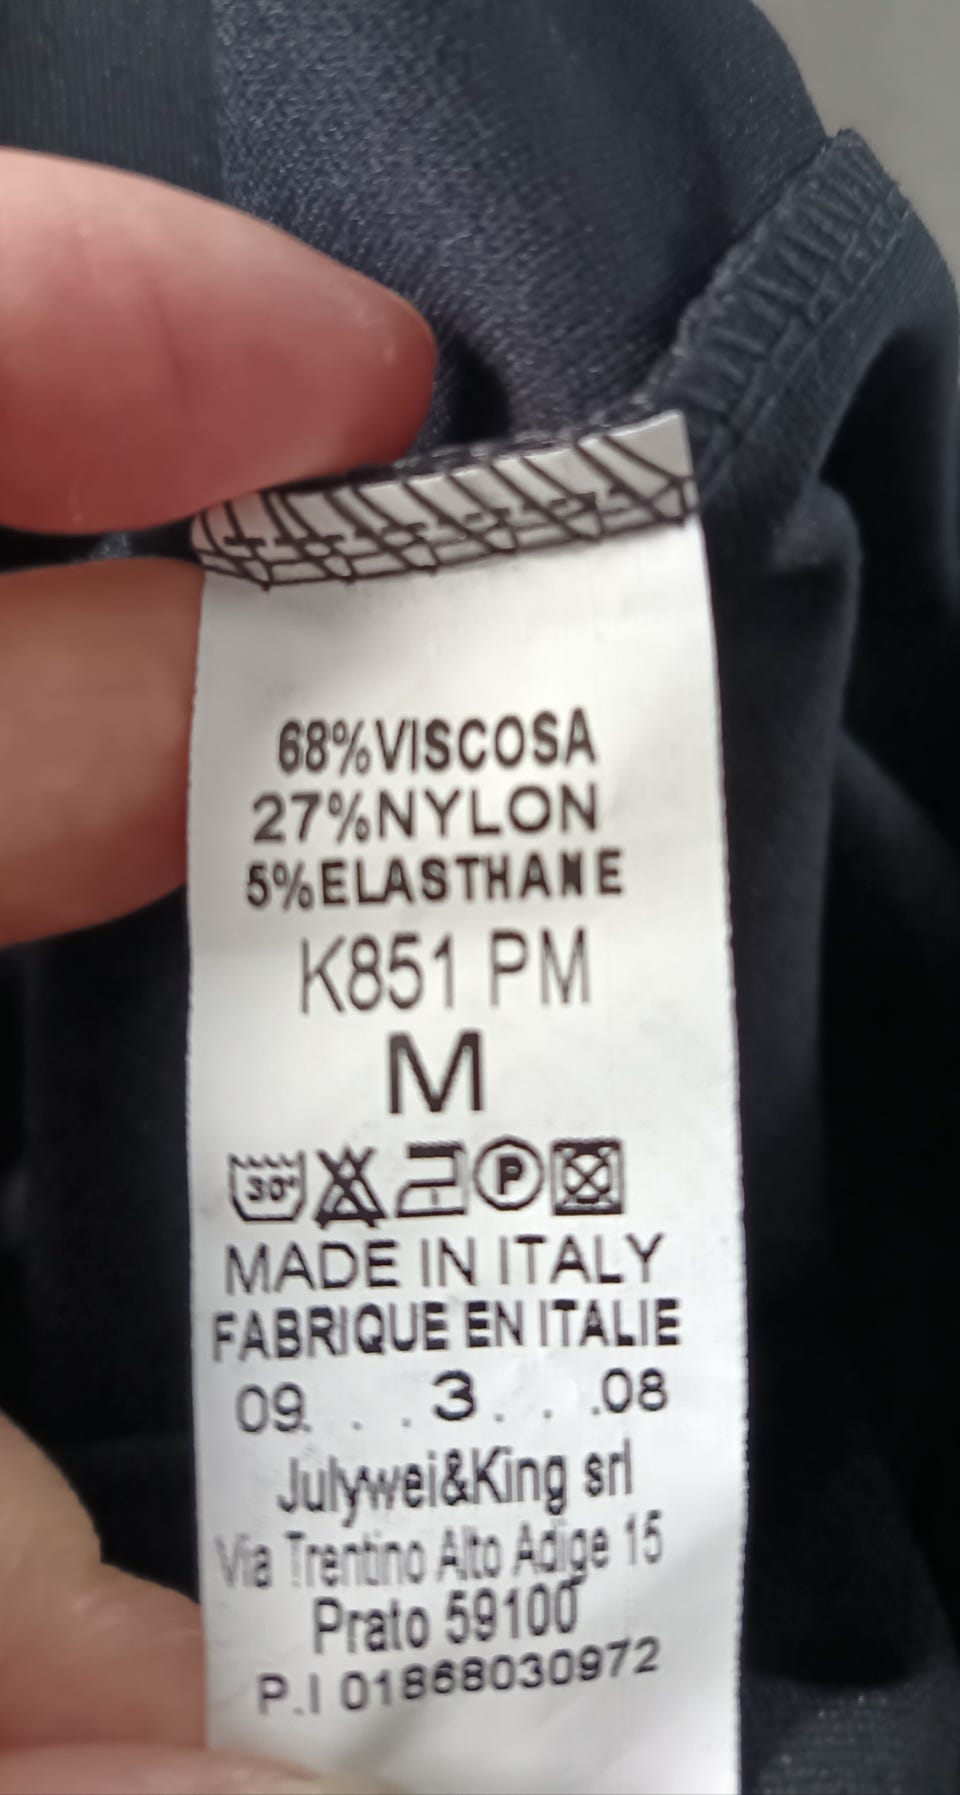 68%VISCOSA
27%NYLON
5%ELASTHANE
K851 PM
M
30° P
MADE IN ITALY
FABRIQUE EN ITALIE
09. . . 3 . . .08
Julywei&King srl
Via Trentino Alto Adige 15
Prato 59100
P.I 01868030972